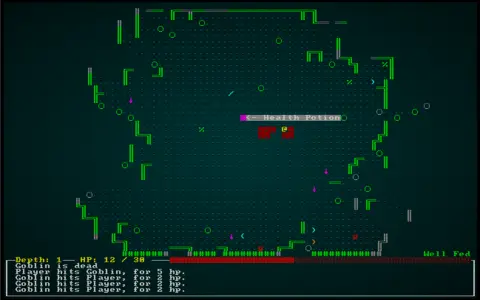 <- Health Potion
@
Well Fed
Depth: 1 HP: 12 / 30
Goblin is dead
Player hits Goblin, for 5 hp.
Goblin hits Player, for 2 hp.
Goblin hits Player, for 2 hp.
Goblin hits Player, for 2 hp.